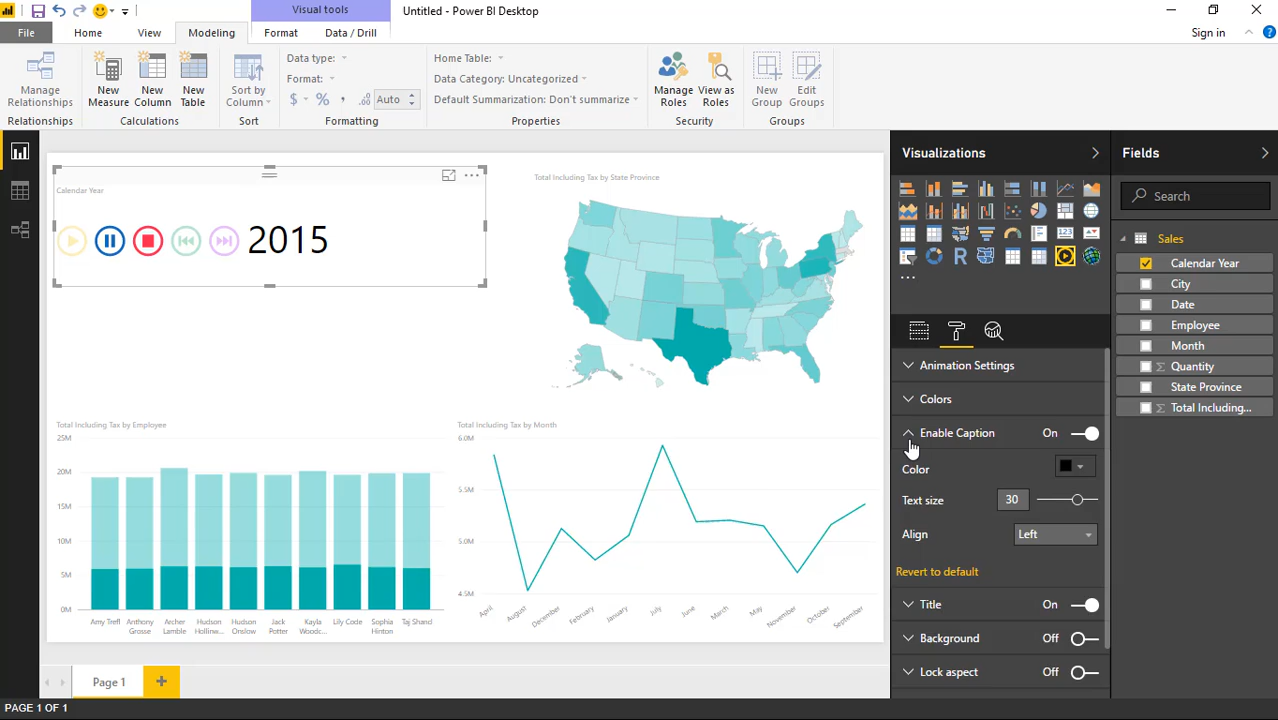 Visual tools
Untitled - Power BI Desktop
File
Home
View
Modeling
Format
Data / Drill
Sign in
Manage
Relationships
New
Measure
New
Column
New
Table
Sort by
Column
Data type:
Format:
$ % , .00 Auto
Home Table:
Data Category: Uncategorized
Default Summarization: Don't summarize
Manage
Roles
View as
Roles
New
Group
Edit
Groups
Relationships
Calculations
Sort
Formatting
Properties
Security
Groups
Calendar Year
2015
Total Including Tax by State Province
Total Including Tax by Employee
25M
20M
15M
10M
5M
0M
Amy Trefl
Anthony
Grosse
Archer
Lamble
Hudson
Hollinw...
Hudson
Onslow
Jack
Potter
Kayla
Woodc...
Lily Code
Sophia
Hinton
Taj Shand
Total Including Tax by Month
6.0M
5.5M
5.0M
4.5M
April
August
December
February
January
July
June
March
May
November
October
September
Visualizations
R
123
Animation Settings
Colors
Enable Caption On
Color
Text size 30
Align Left
Revert to default
Title On
Background Off
Lock aspect Off
Fields
Search
Sales
Calendar Year
City
Date
Employee
Month
Σ Quantity
State Province
Σ Total Including...
Page 1
PAGE 1 OF 1